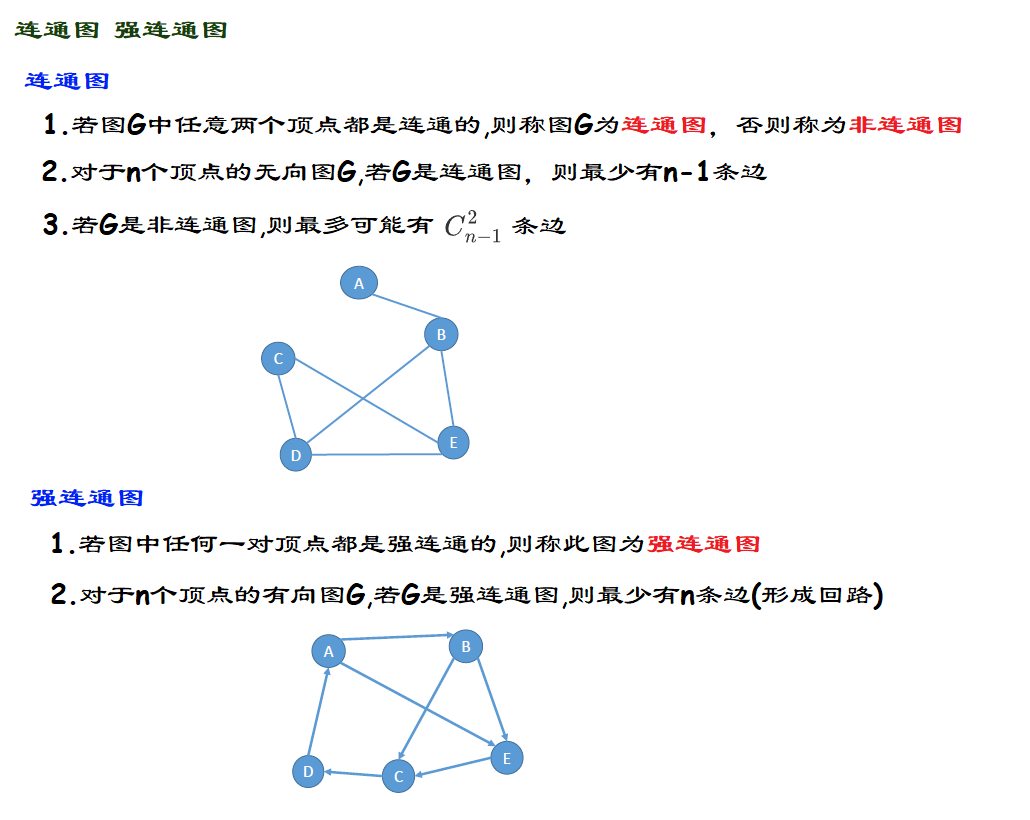 连通图 强连通图
连通图
1.若图G中任意两个顶点都是连通的,则称图G为连通图，否则称为非连通图
2.对于n个顶点的无向图G,若G是连通图，则最少有n-1条边
3.若G是非连通图,则最多可能有 C²ₙ₋₁ 条边
A
B
C
E
D
强连通图
1.若图中任何一对顶点都是强连通的,则称此图为强连通图
2.对于n个顶点的有向图G,若G是强连通图,则最少有n条边(形成回路)
A
B
E
D
C